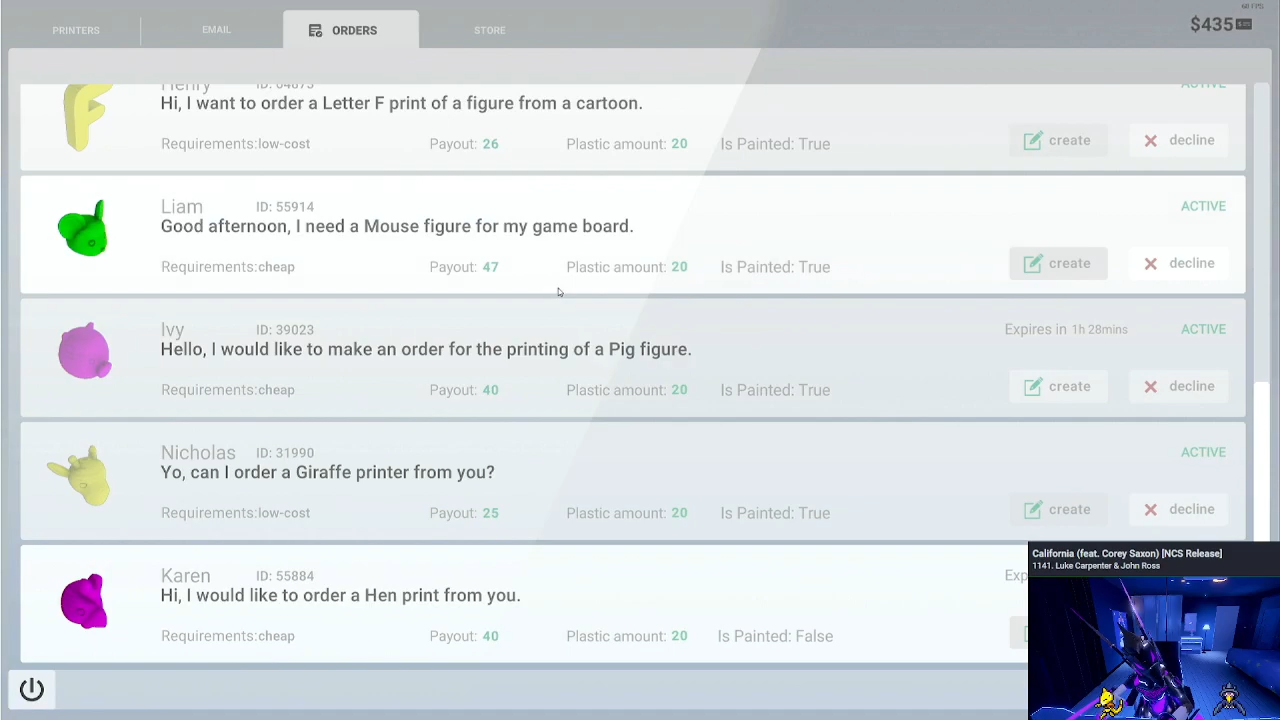 60 FPS
PRINTERS
EMAIL
ORDERS
STORE
$435
Henry
ID: 64873
ACTIVE
Hi, I want to order a Letter F print of a figure from a cartoon.
Requirements:low-cost
Payout: 26
Plastic amount: 20
Is Painted: True
create
decline
Liam
ID: 55914
ACTIVE
Good afternoon, I need a Mouse figure for my game board.
Requirements:cheap
Payout: 47
Plastic amount: 20
Is Painted: True
create
decline
Ivy
ID: 39023
Expires in 1h 28mins
ACTIVE
Hello, I would like to make an order for the printing of a Pig figure.
Requirements:cheap
Payout: 40
Plastic amount: 20
Is Painted: True
create
decline
Nicholas
ID: 31990
ACTIVE
Yo, can I order a Giraffe printer from you?
Requirements:low-cost
Payout: 25
Plastic amount: 20
Is Painted: True
create
decline
Karen
ID: 55884
Exp
Hi, I would like to order a Hen print from you.
Requirements:cheap
Payout: 40
Plastic amount: 20
Is Painted: False
California (feat. Corey Saxon) [NCS Release]
1141. Luke Carpenter & John Ross